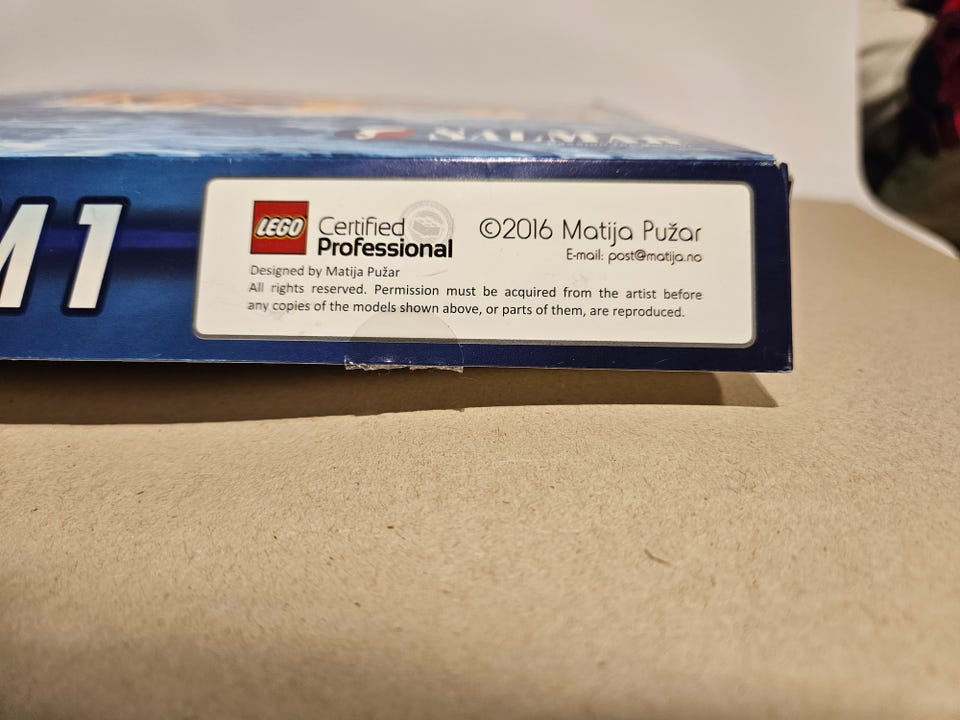 1
LEGO Certified Professional
©2016 Matija Pužar
E-mail: post@matija.no
Designed by Matija Pužar
All rights reserved. Permission must be acquired from the artist before
any copies of the models shown above, or parts of them, are reproduced.